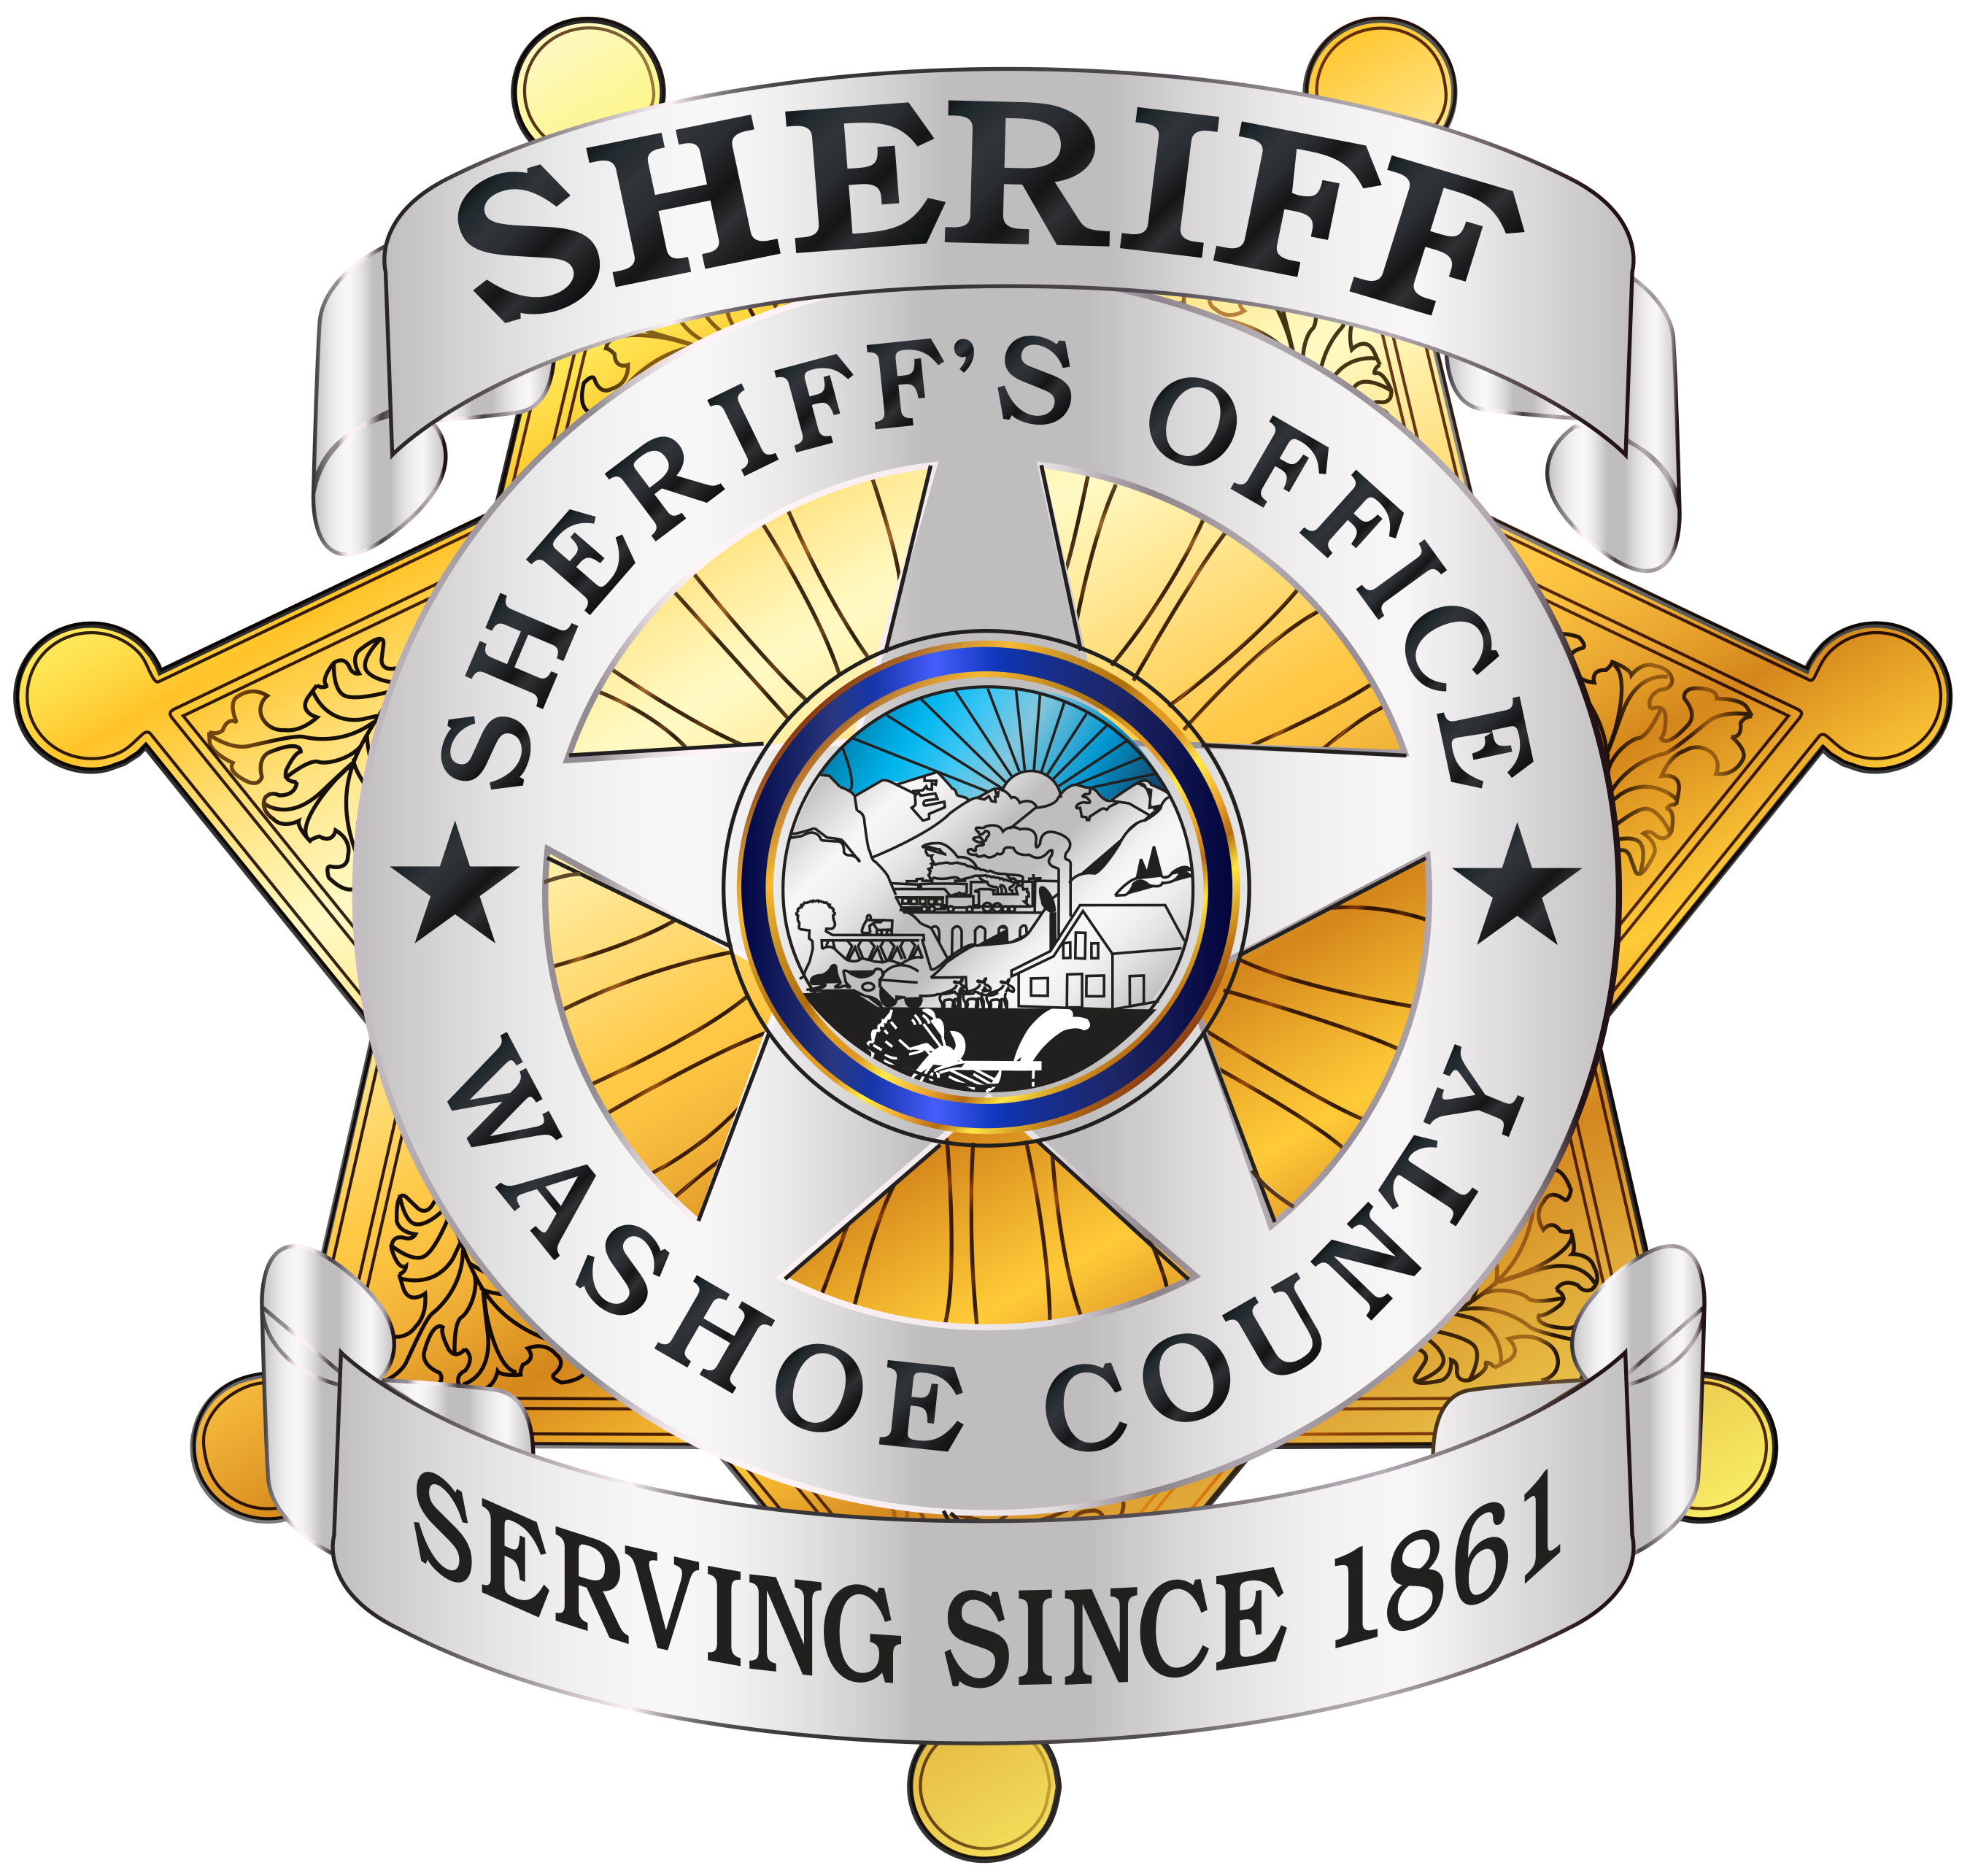 SHERIFF
SHERIFF'S OFFICE
WASHOE COUNTY
SERVING SINCE 1861